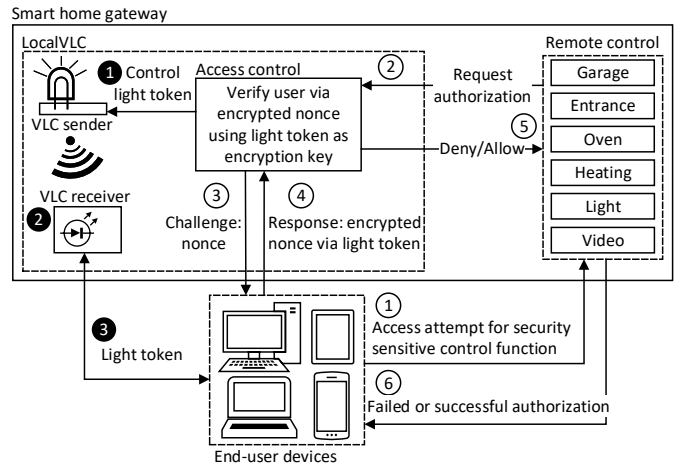 Smart home gateway
LocalVLC
Remote control
1 Control
light token
Access control
2
Request
authorization
Garage
VLC sender
Verify user via
encrypted nonce
using light token as
encryption key
Entrance
5
Deny/Allow
Oven
Heating
VLC receiver
2
3
Challenge:
nonce
4
Response: encrypted
nonce via light token
Light
Video
3
Light token
1
Access attempt for security
sensitive control function
6
Failed or successful authorization
End-user devices